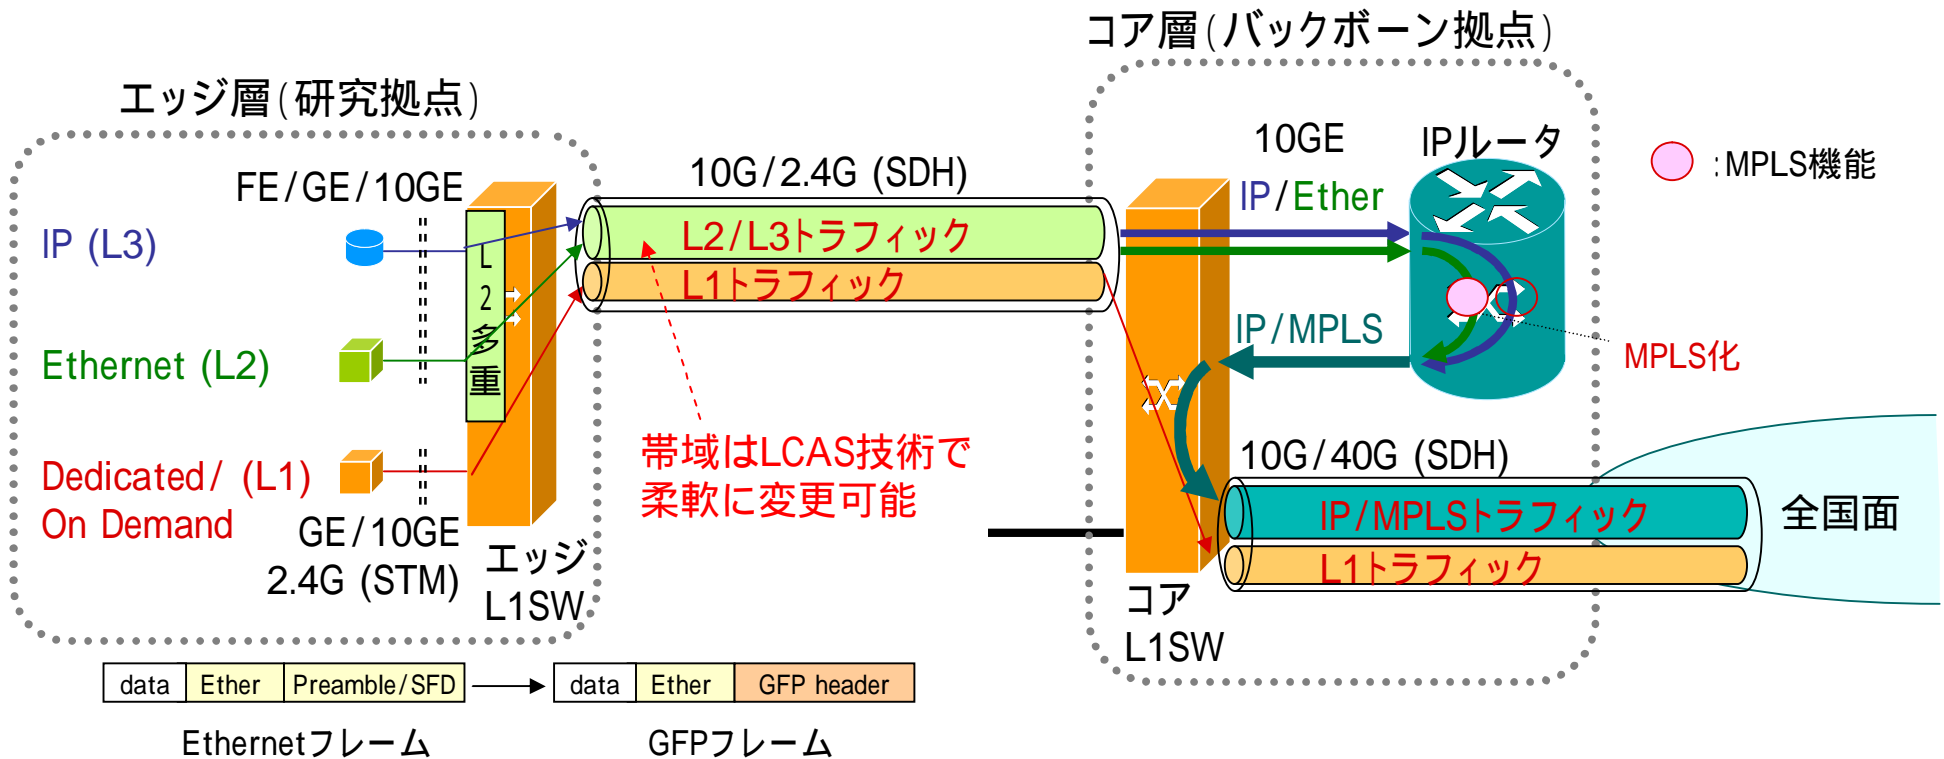 コア層(バックボーン拠点)
エッジ層(研究拠点)
10GE
IPルータ
:MPLS機能
FE/GE/10GE
10G/2.4G (SDH)
IP/Ether
IP (L3)
L2多重
L2/L3トラフィック
L1トラフィック
IP/MPLS
MPLS化
Ethernet (L2)
帯域はLCAS技術で
柔軟に変更可能
10G/40G (SDH)
Dedicated/ (L1)
On Demand
IP/MPLSトラフィック
全国面
GE/10GE
2.4G (STM)
エッジ
L1SW
L1トラフィック
コア
L1SW
data Ether Preamble/SFD
data Ether GFP header
Ethernetフレーム
GFPフレーム